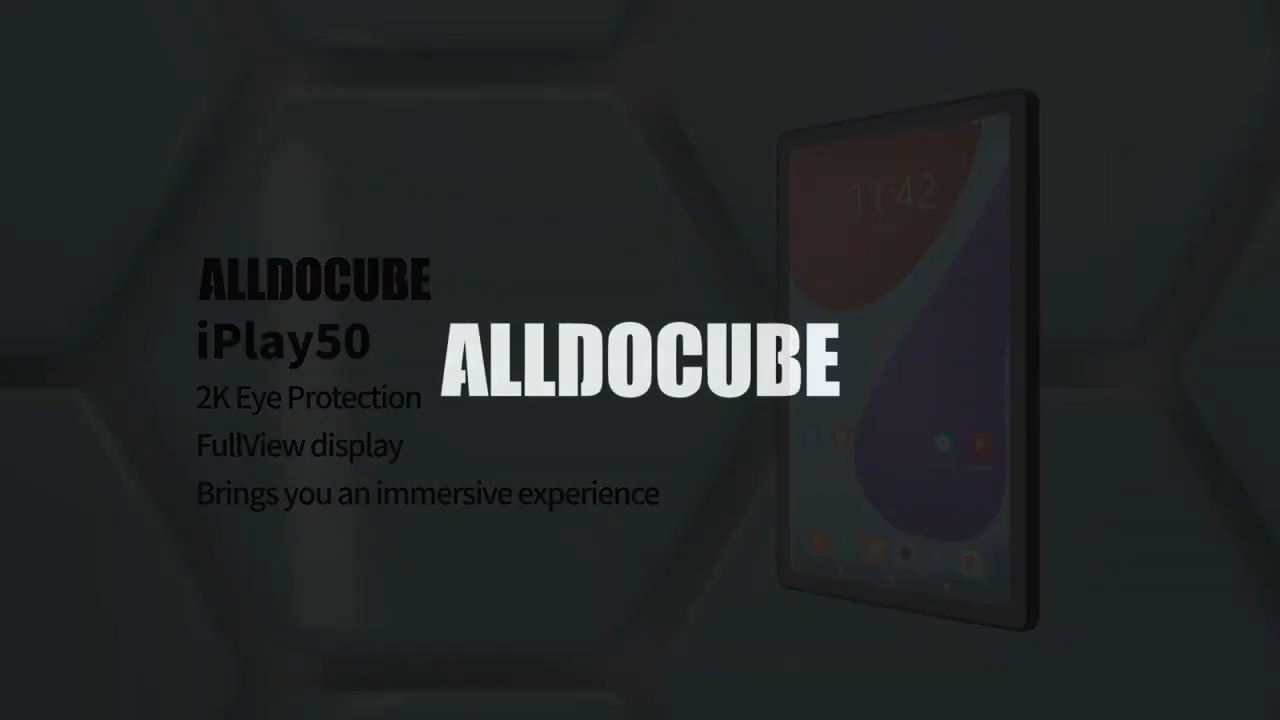 ALLDOCUBE
iPlay50
2K Eye Protection
FullView display
Brings you an immersive experience
ALLDOCUBE
11:42